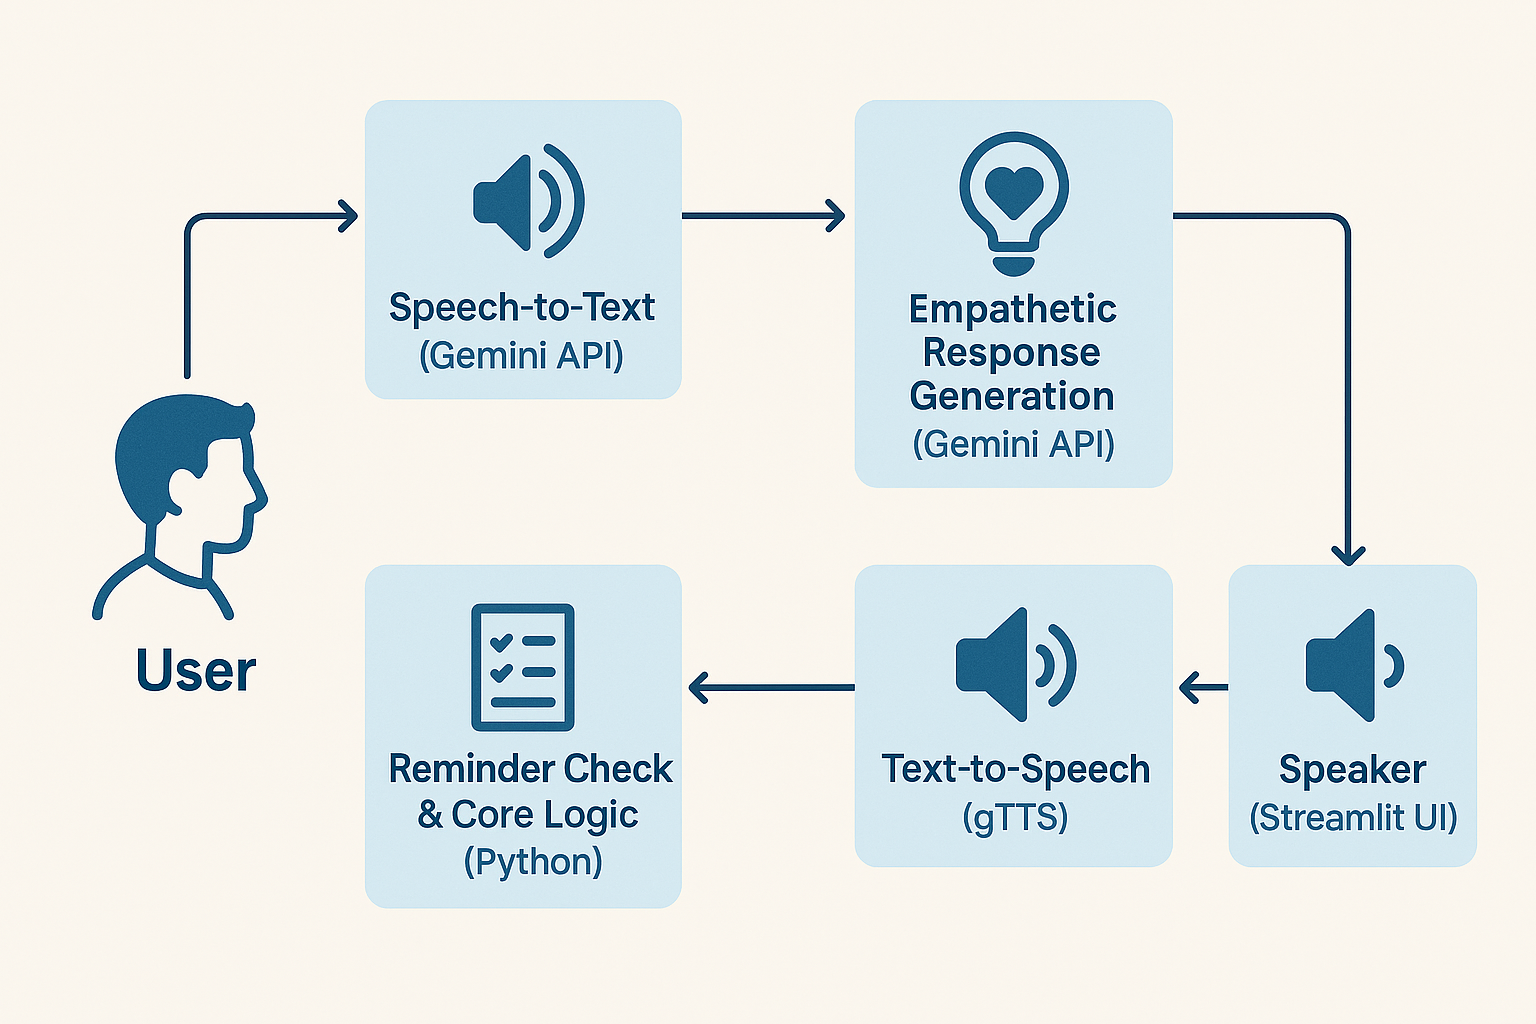 Speech-to-Text
(Gemini API)
Empathetic
Response
Generation
(Gemini API)
User
Reminder Check
& Core Logic
(Python)
Text-to-Speech
(gTTS)
Speaker
(Streamlit UI)